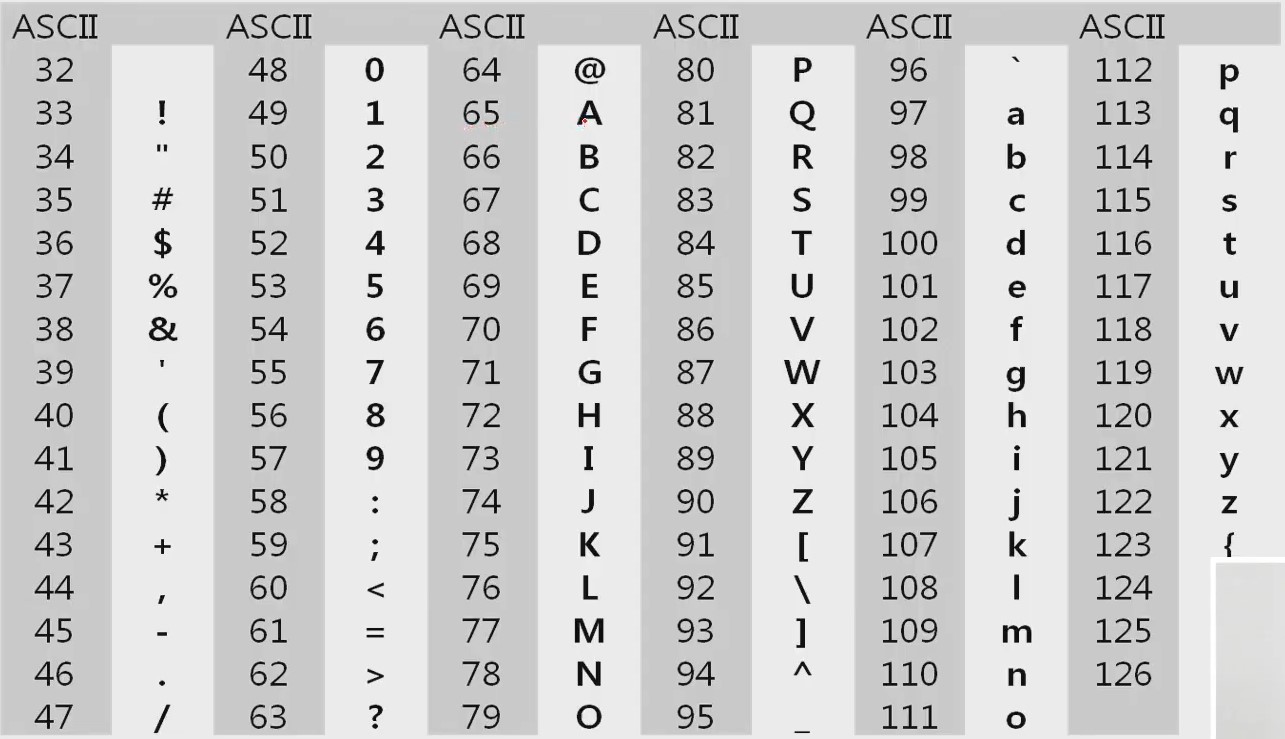 ASCII ASCII ASCII ASCII ASCII ASCII
32 48 0 64 @ 80 P 96 ` 112 p
33 ! 49 1 65 A 81 Q 97 a 113 q
34 " 50 2 66 B 82 R 98 b 114 r
35 # 51 3 67 C 83 S 99 c 115 s
36 $ 52 4 68 D 84 T 100 d 116 t
37 % 53 5 69 E 85 U 101 e 117 u
38 & 54 6 70 F 86 V 102 f 118 v
39 ' 55 7 71 G 87 W 103 g 119 w
40 ( 56 8 72 H 88 X 104 h 120 x
41 ) 57 9 73 I 89 Y 105 i 121 y
42 * 58 : 74 J 90 Z 106 j 122 z
43 + 59 ; 75 K 91 [ 107 k 123 {
44 , 60 < 76 L 92 \ 108 l 124
45 - 61 = 77 M 93 ] 109 m 125
46 . 62 > 78 N 94 ^ 110 n 126
47 / 63 ? 79 O 95 _ 111 o